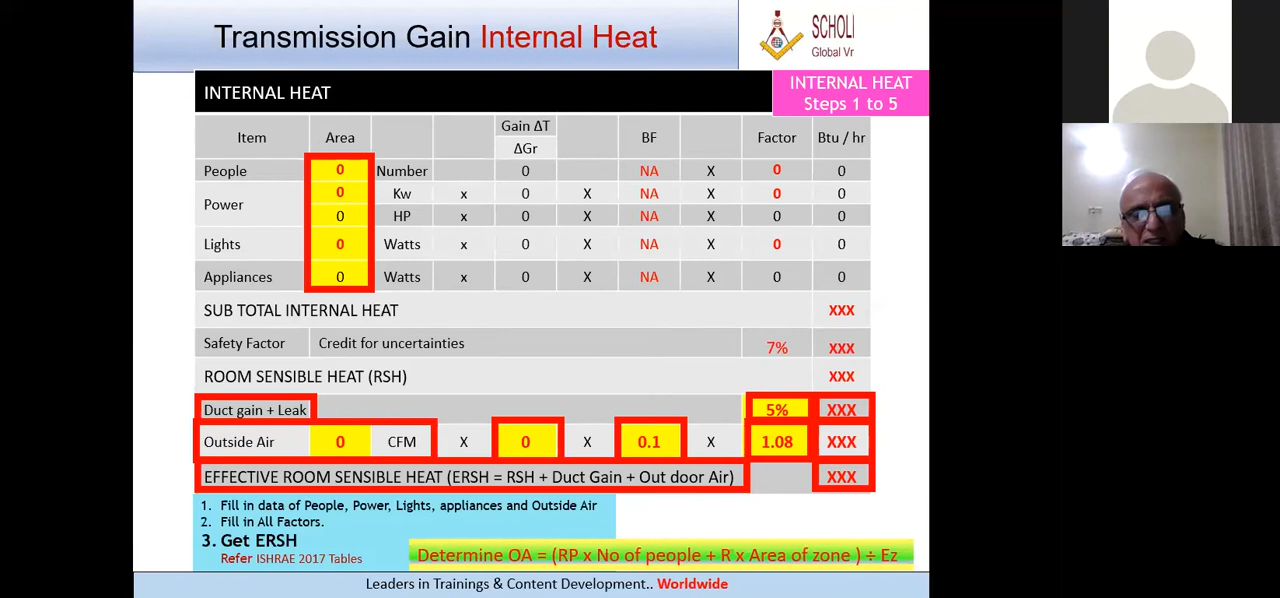 Transmission Gain Internal Heat
SCHOLI
Global Vr
INTERNAL HEAT
INTERNAL HEAT
Steps 1 to 5
Item Area Gain ΔT BF Factor Btu / hr
ΔGr
People 0 Number 0 NA X 0 0
Power 0 Kw x 0 X NA X 0 0
0 HP x 0 X NA X 0 0
Lights 0 Watts x 0 X NA X 0 0
Appliances 0 Watts x 0 X NA X 0 0
SUB TOTAL INTERNAL HEAT XXX
Safety Factor Credit for uncertainties 7% XXX
ROOM SENSIBLE HEAT (RSH) XXX
Duct gain + Leak 5% XXX
Outside Air 0 CFM X 0 X 0.1 X 1.08 XXX
EFFECTIVE ROOM SENSIBLE HEAT (ERSH = RSH + Duct Gain + Out door Air) XXX
1. Fill in data of People, Power, Lights, appliances and Outside Air
2. Fill in All Factors.
3. Get ERSH
Refer ISHRAE 2017 Tables
Determine OA = (RP x No of people + R x Area of zone ) ÷ Ez
Leaders in Trainings & Content Development.. Worldwide